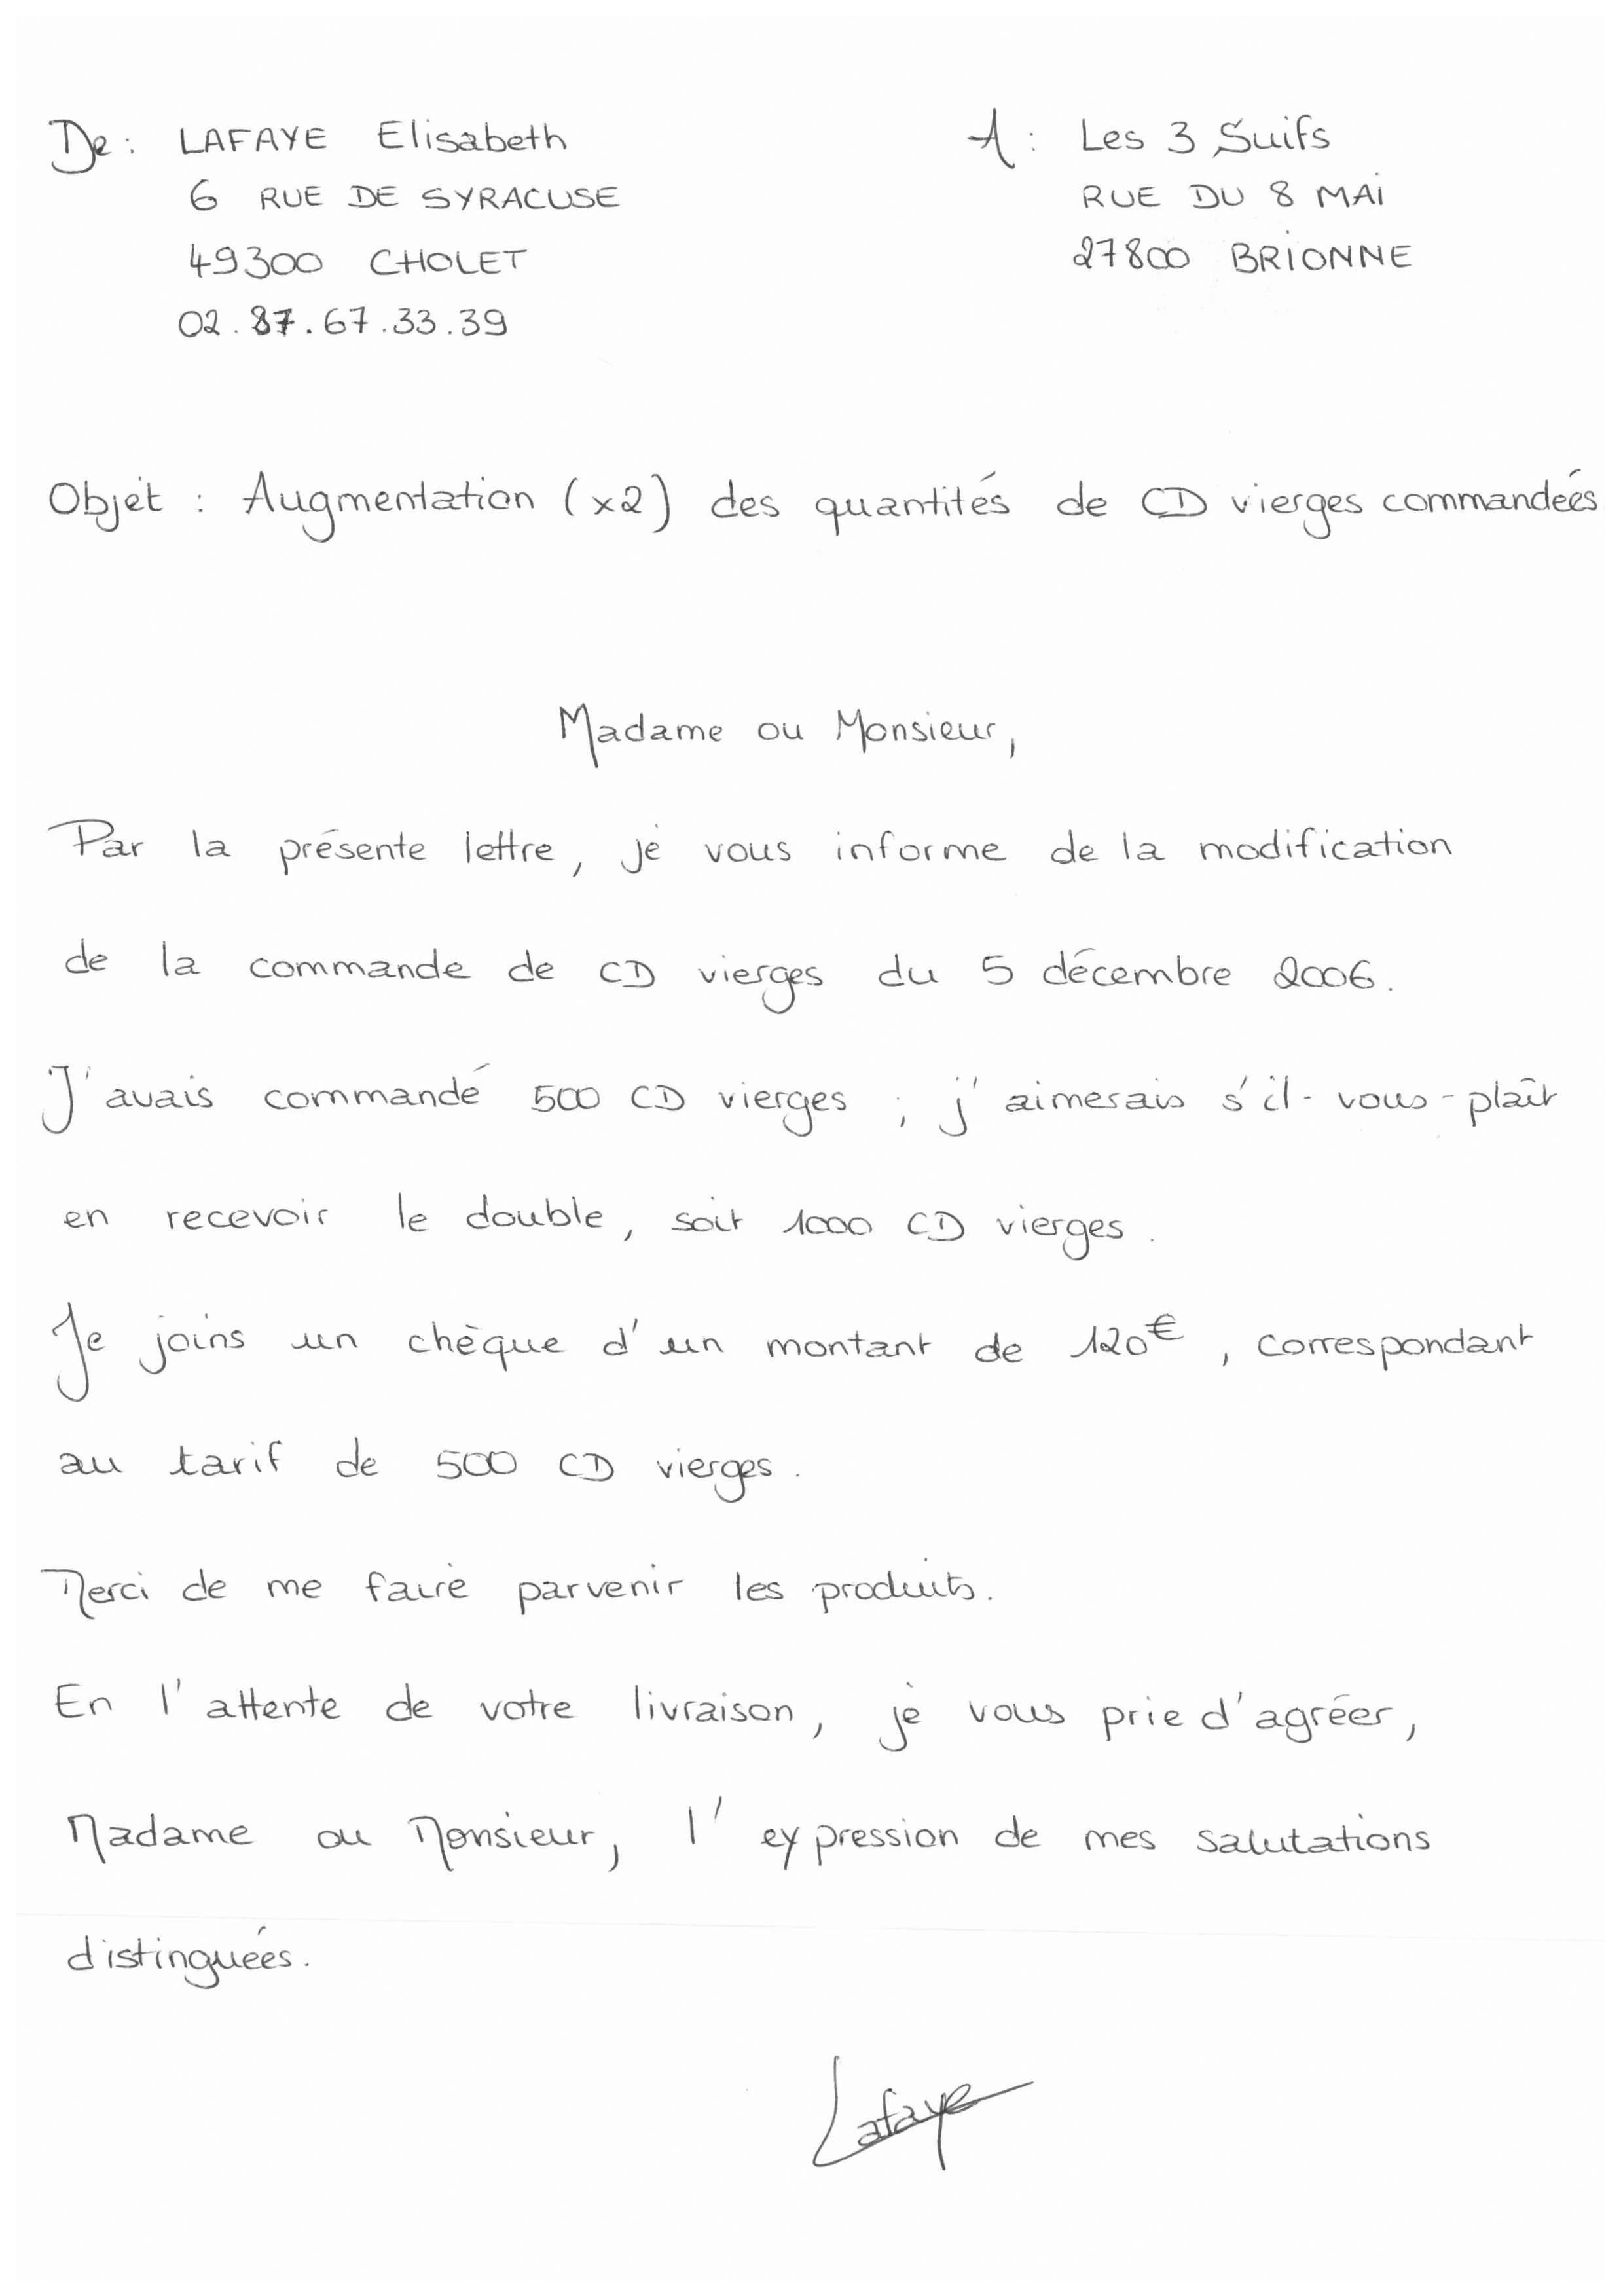 De : LAFAYE Elisabeth
6 RUE DE SYRACUSE
49300 CHOLET
02.87.67.33.39
A : Les 3 Suifs
RUE DU 8 MAI
27800 BRIONNE
Objet : Augmentation (x2) des quantités de CD vierges commandées
Madame ou Monsieur,
Par la présente lettre, je vous informe de la modification
de la commande de CD vierges du 5 décembre 2006.
J'avais commandé 500 CD vierges ; j'aimerais s'il-vous-plaît
en recevoir le double, soit 1000 CD vierges.
Je joins un chèque d'un montant de 120€, correspondant
au tarif de 500 CD vierges.
Merci de me faire parvenir les produits.
En l'attente de votre livraison, je vous prie d'agréer,
Madame ou Monsieur, l'expression de mes salutations
distinguées.
Lafaye